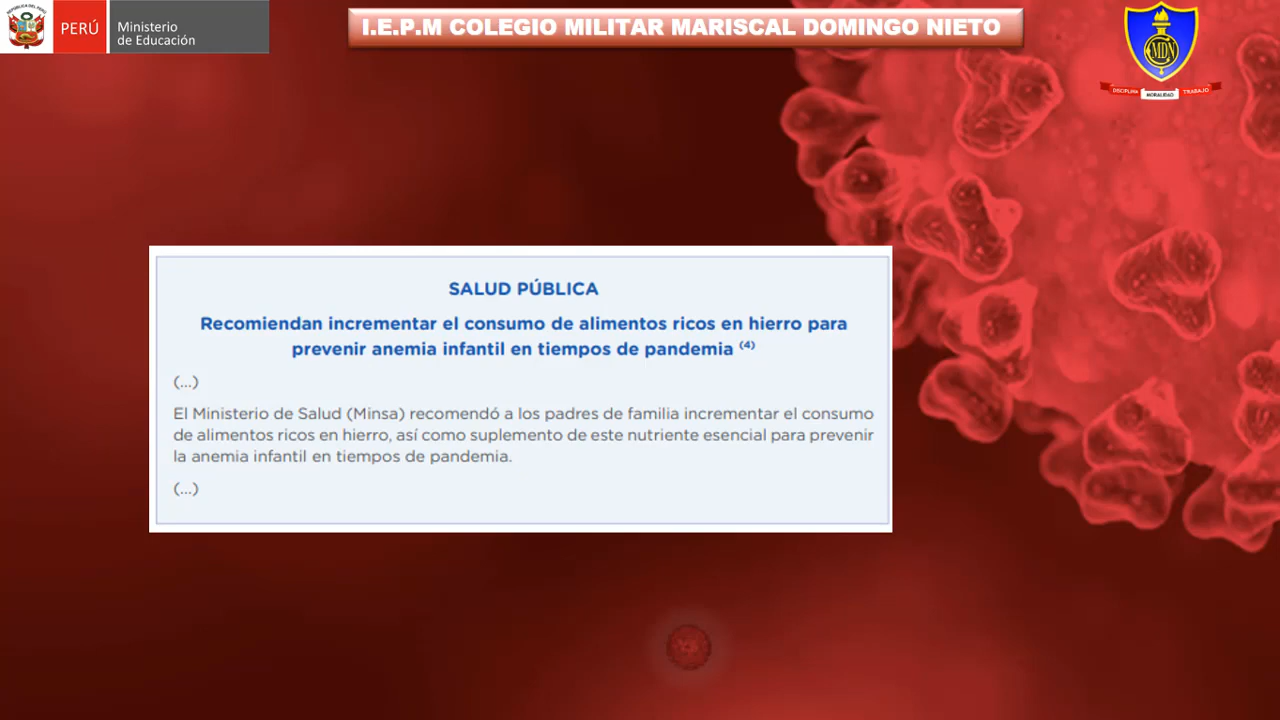 REPÚBLICA DEL PERÚ
PERÚ
Ministerio
de Educación
I.E.P.M COLEGIO MILITAR MARISCAL DOMINGO NIETO
MDN
DISCIPLINA MORALIDAD TRABAJO
SALUD PÚBLICA
Recomiendan incrementar el consumo de alimentos ricos en hierro para
prevenir anemia infantil en tiempos de pandemia (4)
(...)
El Ministerio de Salud (Minsa) recomendó a los padres de familia incrementar el consumo
de alimentos ricos en hierro, así como suplemento de este nutriente esencial para prevenir
la anemia infantil en tiempos de pandemia.
(...)